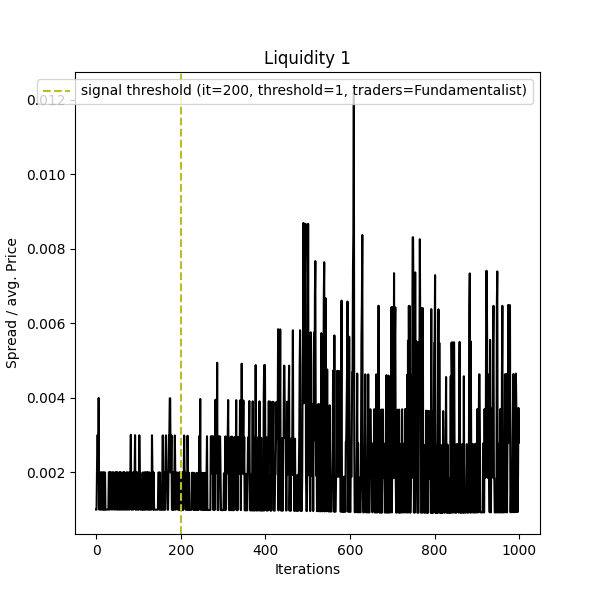 Liquidity 1
signal threshold (it=200, threshold=1, traders=Fundamentalist)
0.012
0.010
0.008
0.006
0.004
0.002
Spread / avg. Price
0 200 400 600 800 1000
Iterations